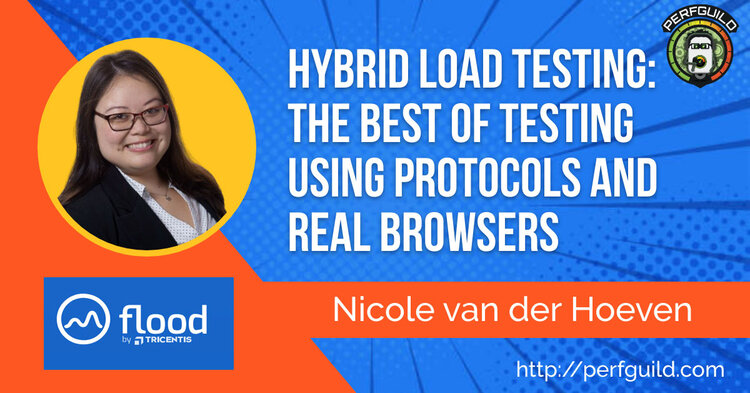 PERFGUILD
HYBRID LOAD TESTING:
THE BEST OF TESTING
USING PROTOCOLS AND
REAL BROWSERS
Nicole van der Hoeven
flood
by TRICENTIS
http://perfguild.com